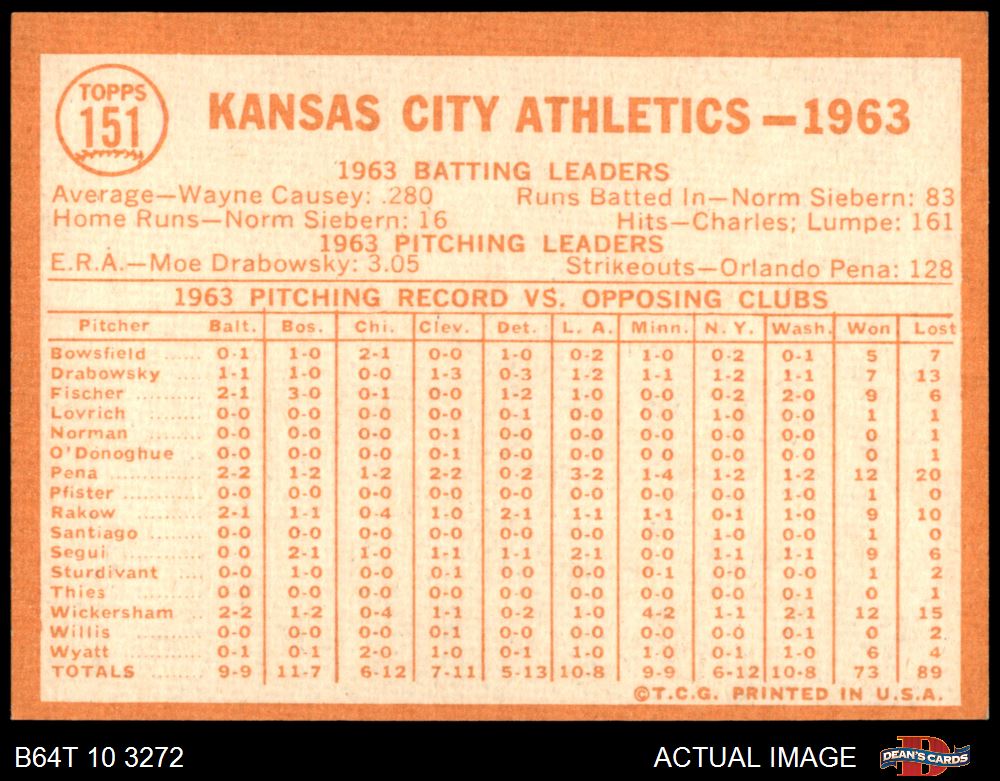 TOPPS
151
KANSAS CITY ATHLETICS—1963
1963 BATTING LEADERS
Average—Wayne Causey: .280 Runs Batted In—Norm Siebern: 83
Home Runs—Norm Siebern: 16 Hits—Charles; Lumpe: 161
1963 PITCHING LEADERS
E.R.A.—Moe Drabowsky: 3.05 Strikeouts—Orlando Pena: 128
1963 PITCHING RECORD VS. OPPOSING CLUBS
Pitcher Balt. Bos. Chi. Clev. Det. L. A. Minn. N. Y. Wash. Won Lost
Bowsfield ...... 0-1 1-0 2-1 0-0 1-0 0-2 1-0 0-2 0-1 5 7
Drabowsky .... 1-1 1-0 0-0 1-3 0-3 1-2 1-1 1-2 1-1 7 13
Fischer .......... 2-1 3-0 0-1 0-0 1-2 1-0 0-0 0-2 2-0 9 6
Lovrich .......... 0-0 0-0 0-0 0-0 0-1 0-0 0-0 1-0 0-0 1 1
Norman ........ 0-0 0-0 0-0 0-1 0-0 0-0 0-0 0-0 0-0 0 1
O'Donoghue .. 0-0 0-0 0-0 0-1 0-0 0-0 0 0 0 0 0-0 0 1
Pena .............. 2-2 1-2 1-2 2-2 0-2 3-2 1-4 1-2 1-2 12 20
Pfister ............ 0-0 0-0 0-0 0-0 0-0 0-0 0-0 0-0 1-0 1 0
Rakow .......... 2-1 1-1 0-4 1-0 2-1 1-1 1-1 0-1 1-0 9 10
Santiago ........ 0-0 0-0 0-0 0-0 0-0 0-0 0-0 1-0 0-0 1 0
Segui ............ 0-0 2-1 1-0 1-1 1-1 2-1 0-0 1-1 1-1 9 6
Sturdivant .... 0-0 1-0 0-0 0-1 0-0 0-0 0-1 0-0 0-0 1 2
Thies ............ 0-0 0-0 0-0 0-0 0-0 0-0 0-0 0-0 0-1 0 1
Wickersham .. 2-2 1-2 0-4 1-1 0-2 1-0 4-2 1-1 2-1 12 15
Willis ............ 0-0 0-0 0-0 0-1 0-0 0-0 0-0 0-0 0-1 0 2
Wyatt ............ 0-1 0-1 2-0 1-0 0-1 1-0 0-0 0-1 1-0 6 4
TOTALS 9-9 11-7 6-12 7-11 5-13 10-8 9-9 6-12 10-8 73 89
©T.C.G. PRINTED IN U.S.A.
B64T 10 3272 ACTUAL IMAGE DEAN'S CARDS